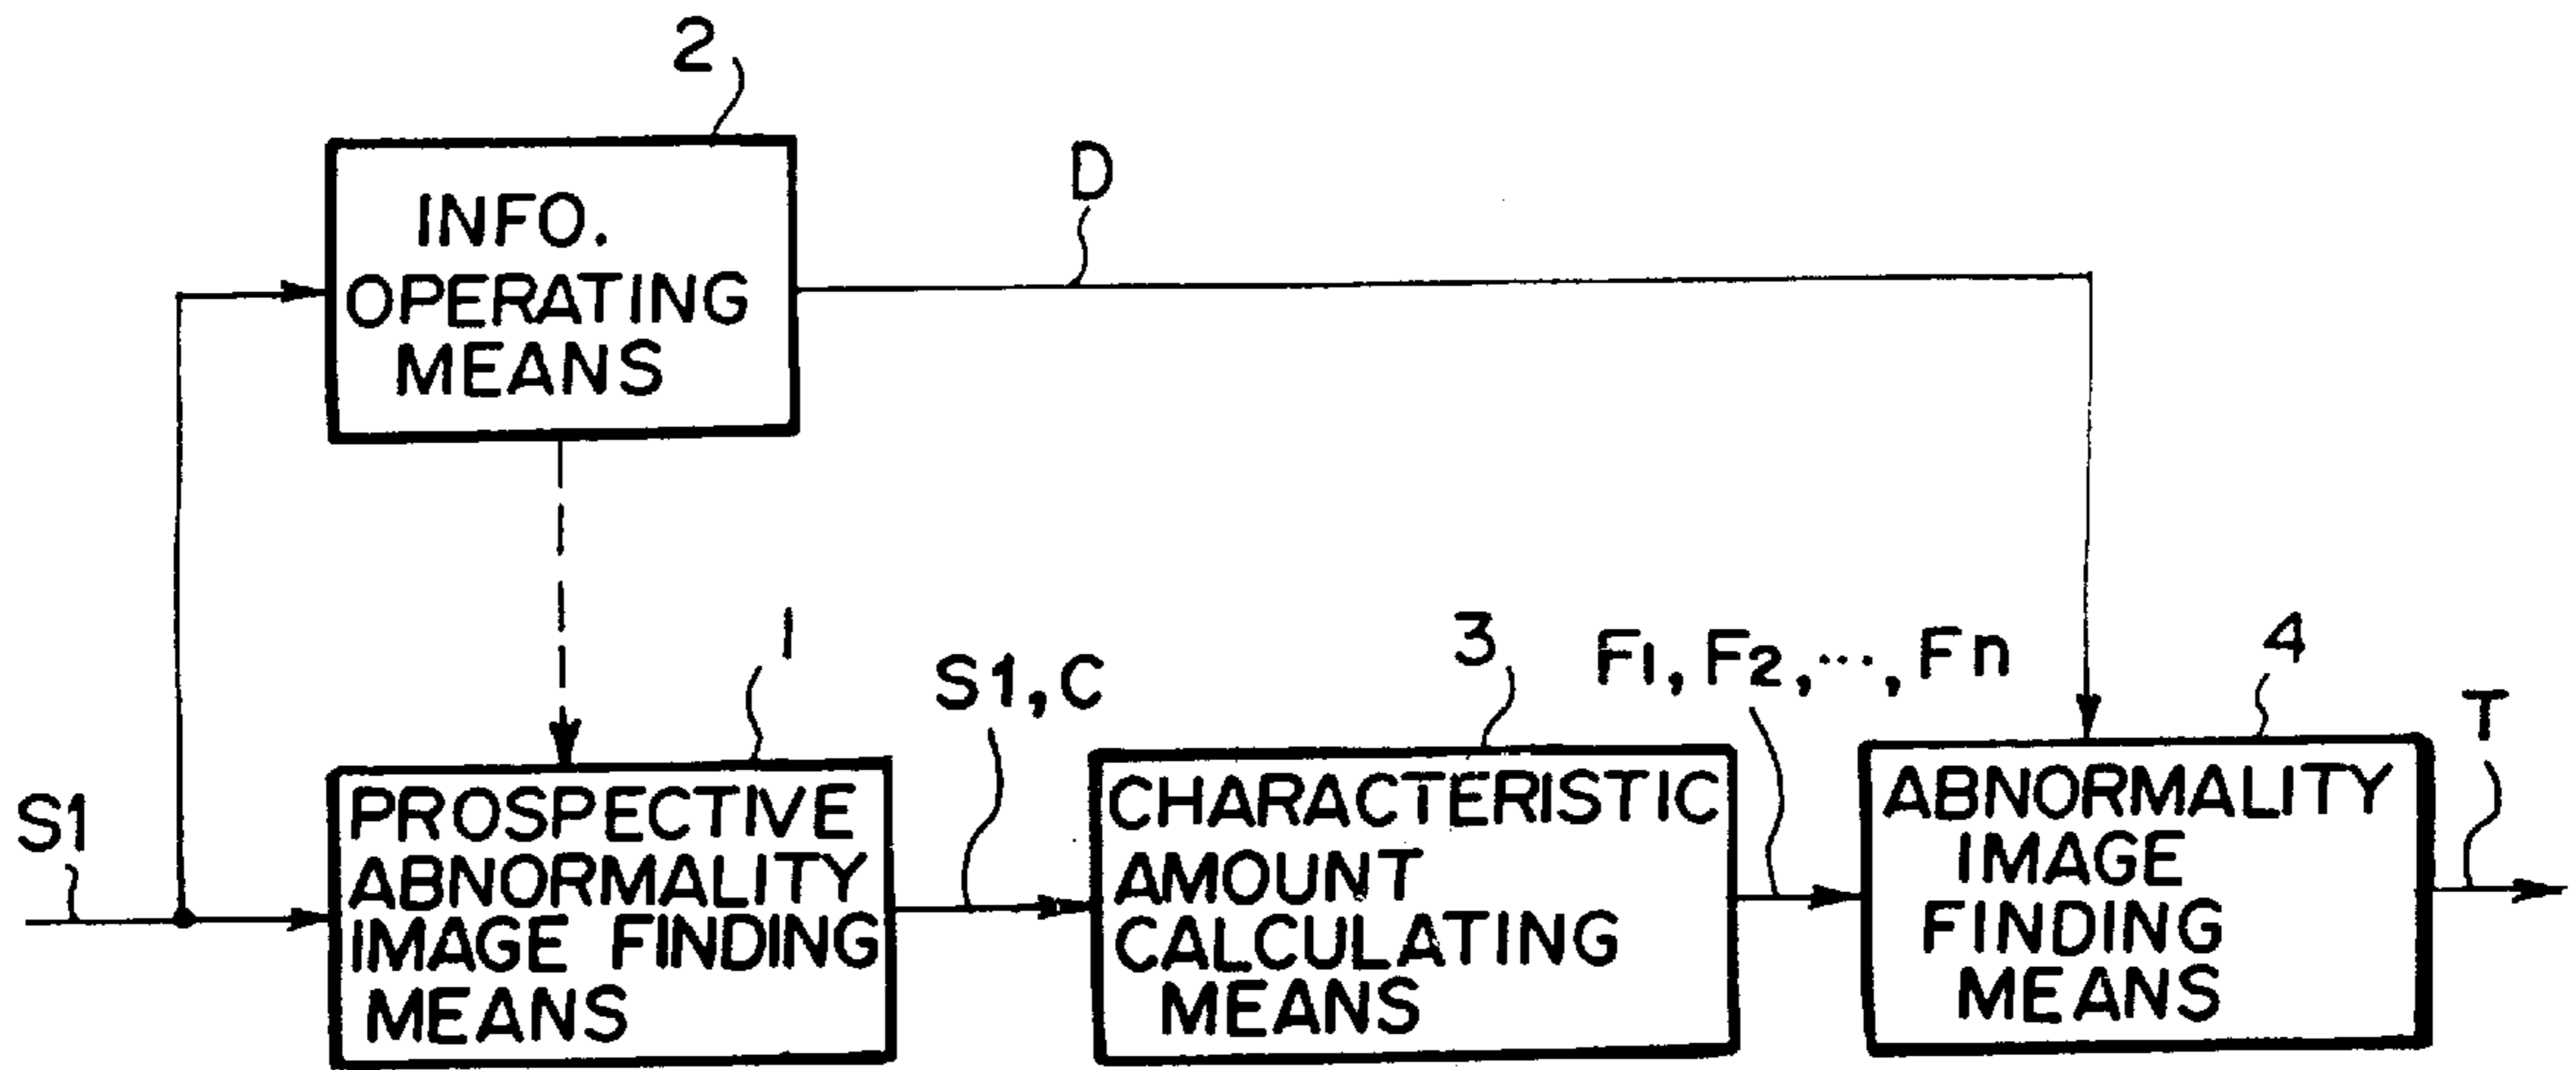 2
INFO.
OPERATING
MEANS
D
1
S1
PROSPECTIVE
ABNORMALITY
IMAGE FINDING
MEANS
S1, C
3
CHARACTERISTIC
AMOUNT
CALCULATING
MEANS
F1, F2, ..., Fn
4
ABNORMALITY
IMAGE
FINDING
MEANS
T